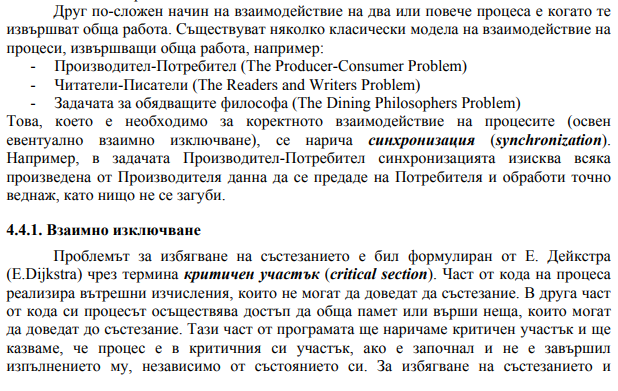 Друг по-сложен начин на взаимодействие на два или повече процеса е когато те
извършват обща работа. Съществуват няколко класически модела на взаимодействие на
процеси, извършващи обща работа, например:
- Производител-Потребител (The Producer-Consumer Problem)
- Читатели-Писатели (The Readers and Writers Problem)
- Задачата за обядващите философа (The Dining Philosophers Problem)
Това, което е необходимо за коректното взаимодействие на процесите (освен
евентуално взаимно изключване), се нарича синхронизация (synchronization).
Например, в задачата Производител-Потребител синхронизацията изисква всяка
произведена от Производителя данна да се предаде на Потребителя и обработи точно
веднаж, като нищо не се загуби.
4.4.1. Взаимно изключване
Проблемът за избягване на състезанието е бил формулиран от Е. Дейкстра
(E.Dijkstra) чрез термина критичен участък (critical section). Част от кода на процеса
реализира вътрешни изчисления, които не могат да доведат да състезание. В друга част
от кода си процесът осъществява достъп да обща памет или върши неща, които могат
да доведат до състезание. Тази част от програмата ще наричаме критичен участък и ще
казваме, че процес е в критичния си участък, ако е започнал и не е завършил
изпълнението му, независимо от състоянието си. За избягване на състезанието и